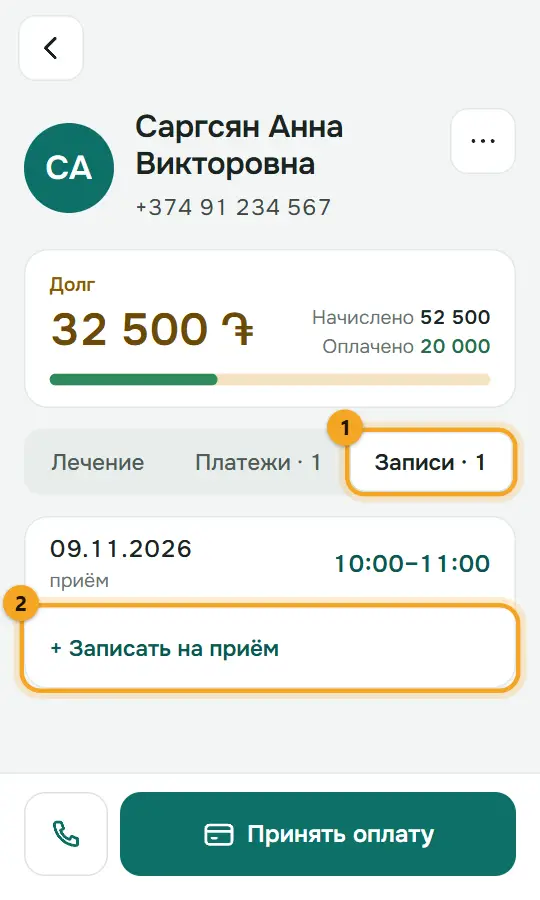 Саргсян Анна
Викторовна
СА
...
+374 91 234 567
Долг
32 500 ֏
Начислено 52 500
Оплачено 20 000
1
Лечение
Платежи · 1
Записи · 1
09.11.2026
приём
10:00–11:00
2
+ Записать на приём
Принять оплату